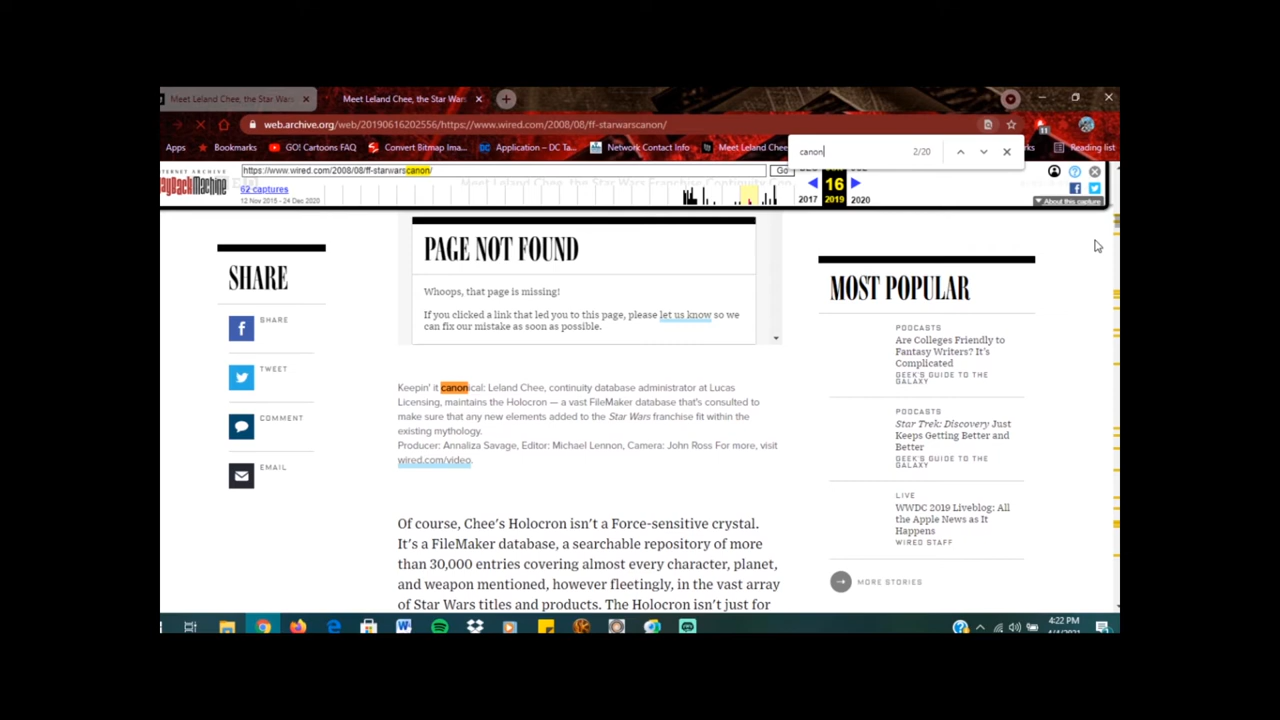 Meet Leland Chee, the Star Wars
Meet Leland Chee, the Star Wars
web.archive.org/web/20190616202556/https://www.wired.com/2008/08/ff-starwarscanon/
canon
2/20
Apps
Bookmarks
GO! Cartoons FAQ
Convert Bitmap Ima...
Application – DC Ta...
Network Contact Info
Meet Leland Chee
Reading list
11
INTERNET ARCHIVE
WayBackMachine
https://www.wired.com/2008/08/ff-starwarscanon/
Go
62 captures
12 Nov 2015 - 24 Dec 2020
16
2017
2019
2020
About this capture
SHARE
SHARE
TWEET
COMMENT
EMAIL
PAGE NOT FOUND
Whoops, that page is missing!
If you clicked a link that led you to this page, please let us know so we
can fix our mistake as soon as possible.
Keepin' it canonical: Leland Chee, continuity database administrator at Lucas
Licensing, maintains the Holocron — a vast FileMaker database that's consulted to
make sure that any new elements added to the Star Wars franchise fit within the
existing mythology.
Producer: Annaliza Savage, Editor: Michael Lennon, Camera: John Ross For more, visit
wired.com/video.
Of course, Chee's Holocron isn't a Force-sensitive crystal.
It's a FileMaker database, a searchable repository of more
than 30,000 entries covering almost every character, planet,
and weapon mentioned, however fleetingly, in the vast array
of Star Wars titles and products. The Holocron isn't just for
MOST POPULAR
PODCASTS
Are Colleges Friendly to
Fantasy Writers? It's
Complicated
GEEK'S GUIDE TO THE
GALAXY
PODCASTS
Star Trek: Discovery Just
Keeps Getting Better and
Better
GEEK'S GUIDE TO THE
GALAXY
LIVE
WWDC 2019 Liveblog: All
the Apple News as It
Happens
WIRED STAFF
MORE STORIES
4:22 PM
4/4/2021